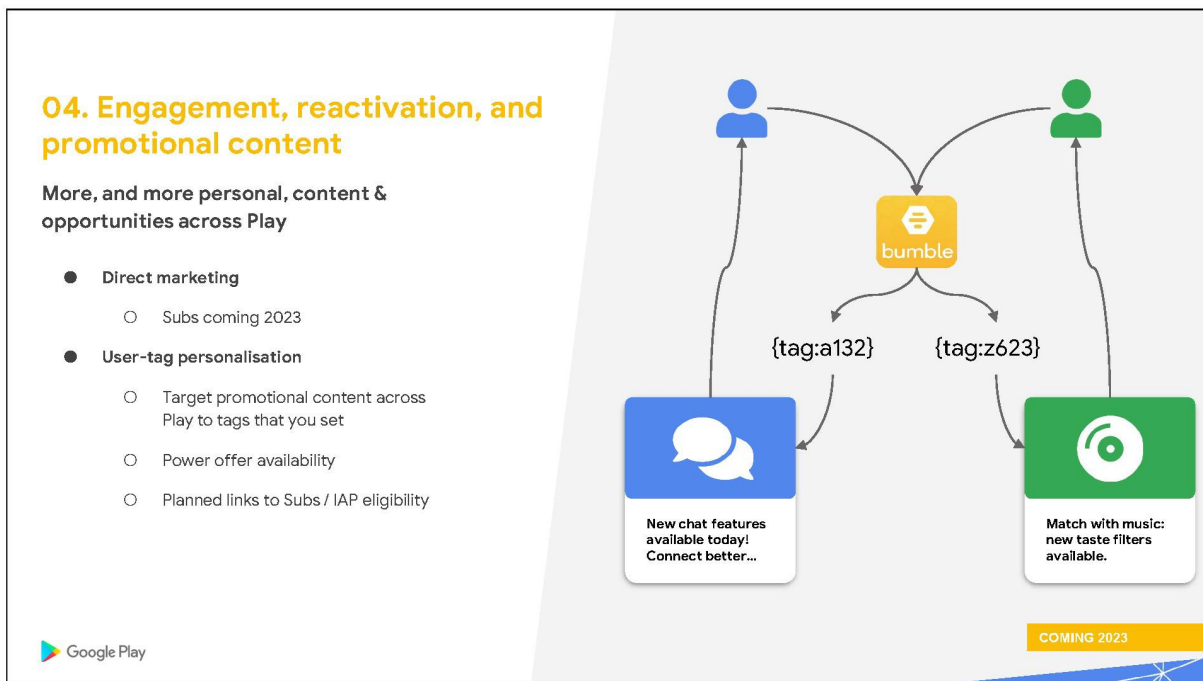 04. Engagement, reactivation, and
promotional content
More, and more personal, content &
opportunities across Play
Direct marketing
Subs coming 2023
User-tag personalisation
Target promotional content across
Play to tags that you set
Power offer availability
Planned links to Subs / IAP eligibility
Google Play
bumble
{tag:a132}
{tag:z623}
New chat features
available today!
Connect better...
Match with music:
new taste filters
available.
COMING 2023